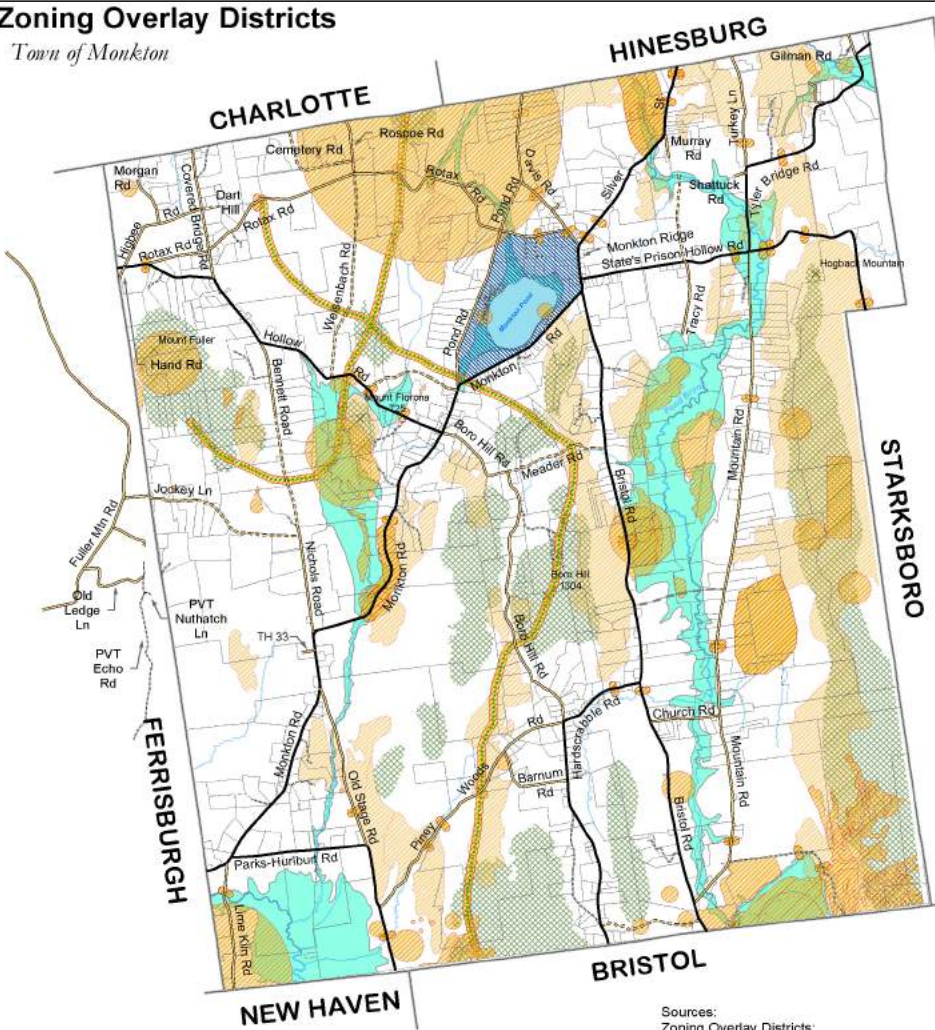 Zoning Overlay Districts
Town of Monkton
HINESBURG
CHARLOTTE
Gilman Rd
Roscoe Rd
Cemetery Rd
St
Turkey Ln
Murray
Rd
Morgan
Rd
Covered Bridge Rd
Dart
Hill
Rotax
Rd
Davis Rd
Pond Rd
Silver
Shattuck
Rd
Tyler
Bridge Rd
Higbee
Rd
Rotax Rd
Rotax Rd
Weisenbach Rd
Monkton Ridge
State's Prison Hollow Rd
Hogback Mountain
Monkton Pond
Tracy Rd
Mount Fuller
Hand Rd
Hollow
Rd
Pond Rd
Monkton
Rd
Bennett Road
Mount Florona
Boro Hill Rd
Meader Rd
Bristol Rd
Mountain Rd
STARKSBORO
Jockey Ln
Fuller Mtn Rd
Old
Ledge
Ln
Nichols Road
Monkton Rd
Boro Hill
1304
PVT
Nuthatch
Ln
TH 33
PVT
Echo
Rd
Boro Hill Rd
FERRISBURGH
Monkton Rd
Old Stage Rd
Piney
Woods
Rd
Hardscrabble Rd
Church Rd
Barnum
Rd
Mountain Rd
Bristol Rd
Parks-Hurlburt Rd
Lime Kiln Rd
BRISTOL
NEW HAVEN
Sources:
Zoning Overlay Districts: